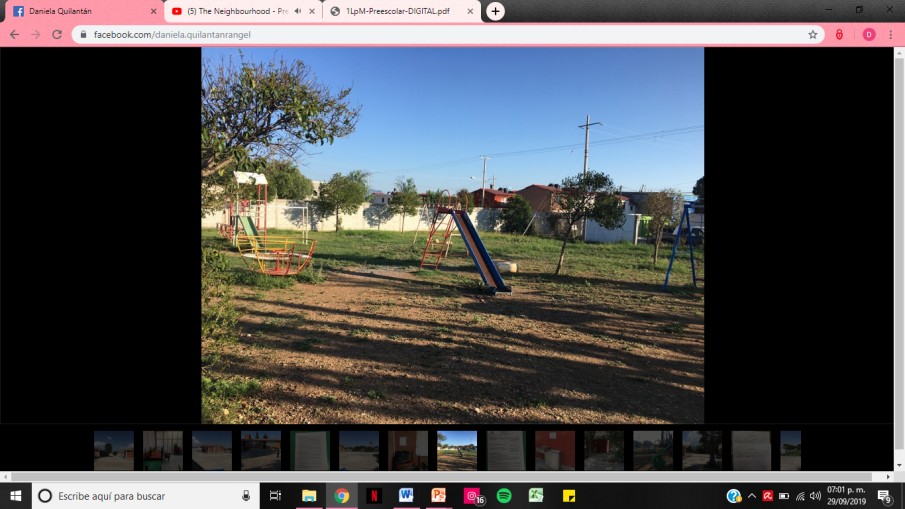 Daniela Quilantán
(5) The Neighbourhood - Pre
1LpM-Preescolar-DIGITAL.pdf
facebook.com/daniela.quilantanrangel
D
Escribe aquí para buscar
16
07:01 p. m.
29/09/2019
9